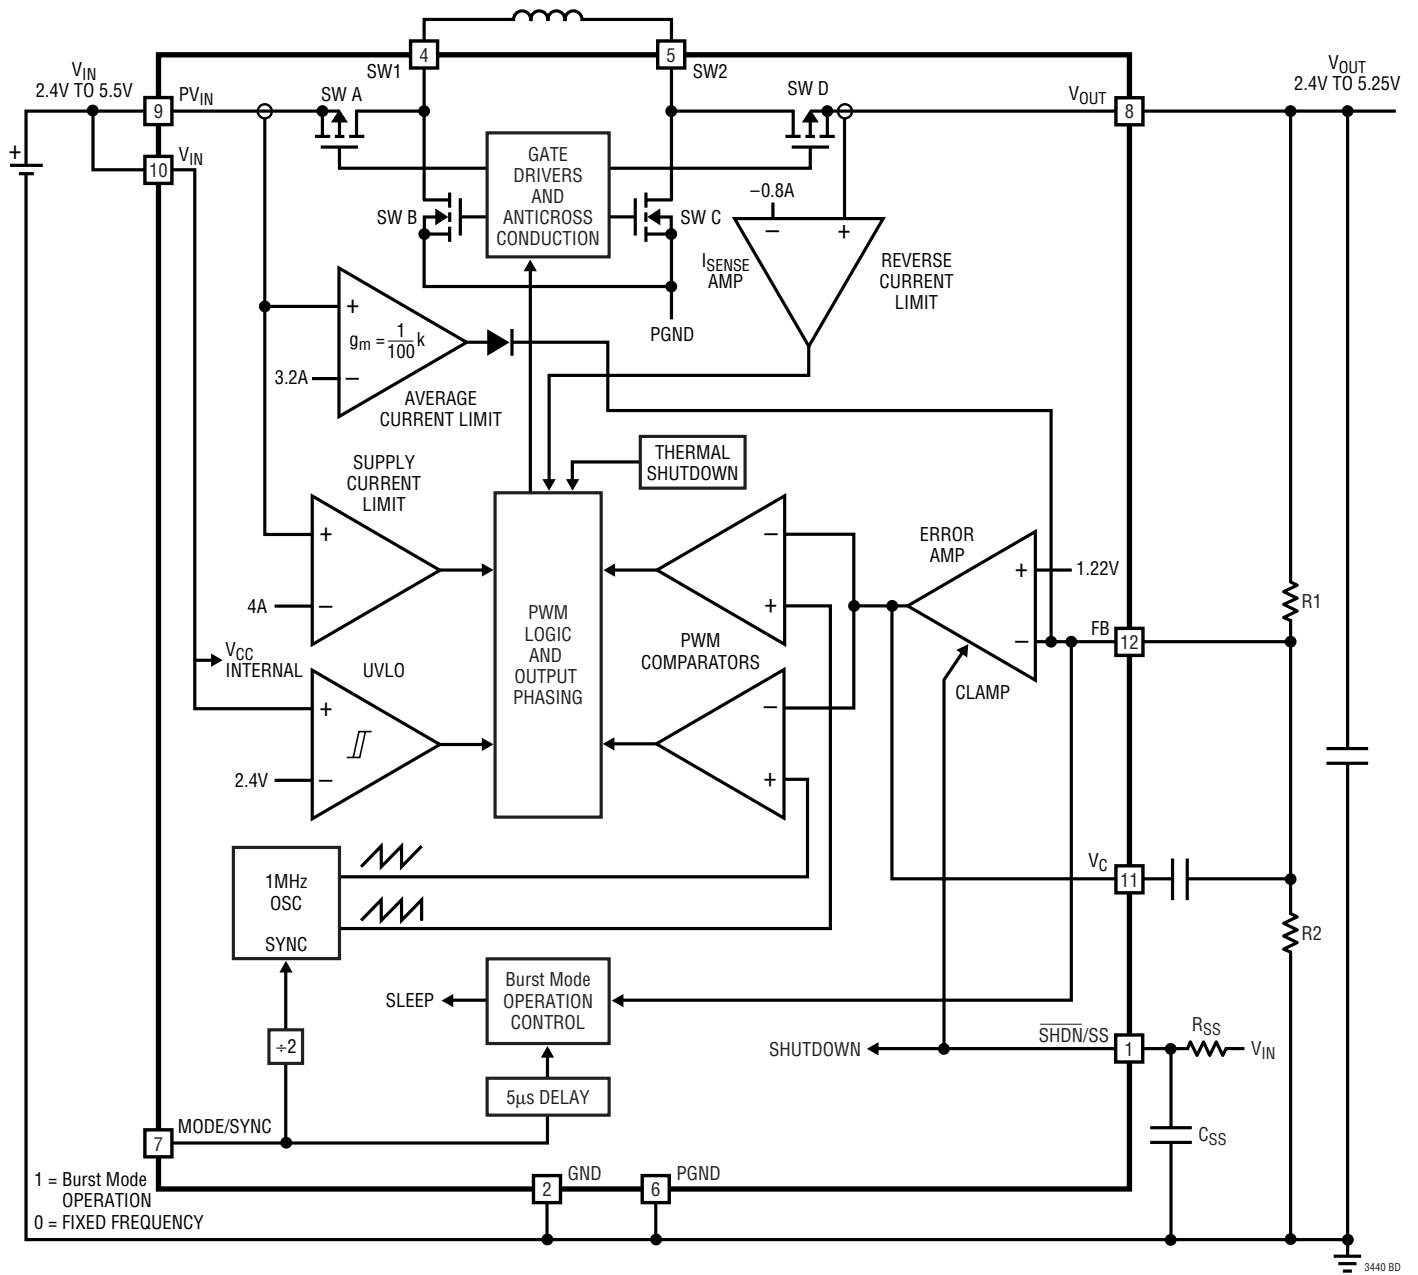 4
5
SW1
SW2
VIN
2.4V TO 5.5V
VOUT
2.4V TO 5.25V
9
PVIN
SW A
SW D
VOUT
8
+
10
VIN
GATE
DRIVERS
AND
ANTICROSS
CONDUCTION
SW B
SW C
–0.8A
–
+
ISENSE
AMP
REVERSE
CURRENT
LIMIT
PGND
+
gm = 1/100 k
3.2A
–
AVERAGE
CURRENT LIMIT
THERMAL
SHUTDOWN
SUPPLY
CURRENT
LIMIT
+
4A
–
–
+
ERROR
AMP
+
1.22V
–
FB
12
R1
CLAMP
PWM
LOGIC
AND
OUTPUT
PHASING
PWM
COMPARATORS
VCC
INTERNAL
UVLO
+
2.4V
–
–
+
1MHz
OSC
SYNC
VC
11
R2
SLEEP
Burst Mode
OPERATION
CONTROL
÷2
5µs DELAY
SHUTDOWN
SHDN/SS
1
RSS
VIN
CSS
7
MODE/SYNC
1 = Burst Mode
OPERATION
0 = FIXED FREQUENCY
2
GND
6
PGND
3440 BD